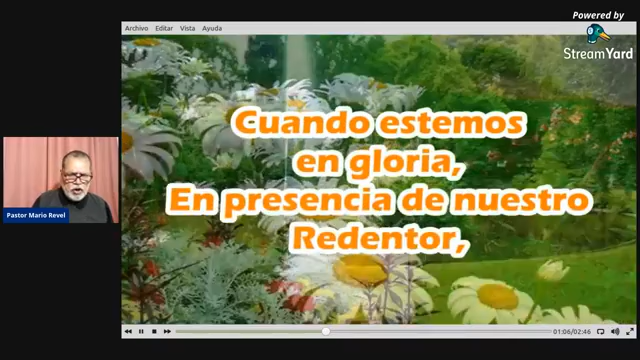 Powered by
StreamYard
Archivo Editar Vista Ayuda
Cuando estemos
en gloria,
En presencia de nuestro
Redentor,
Pastor Mario Revel
01:06/02:46